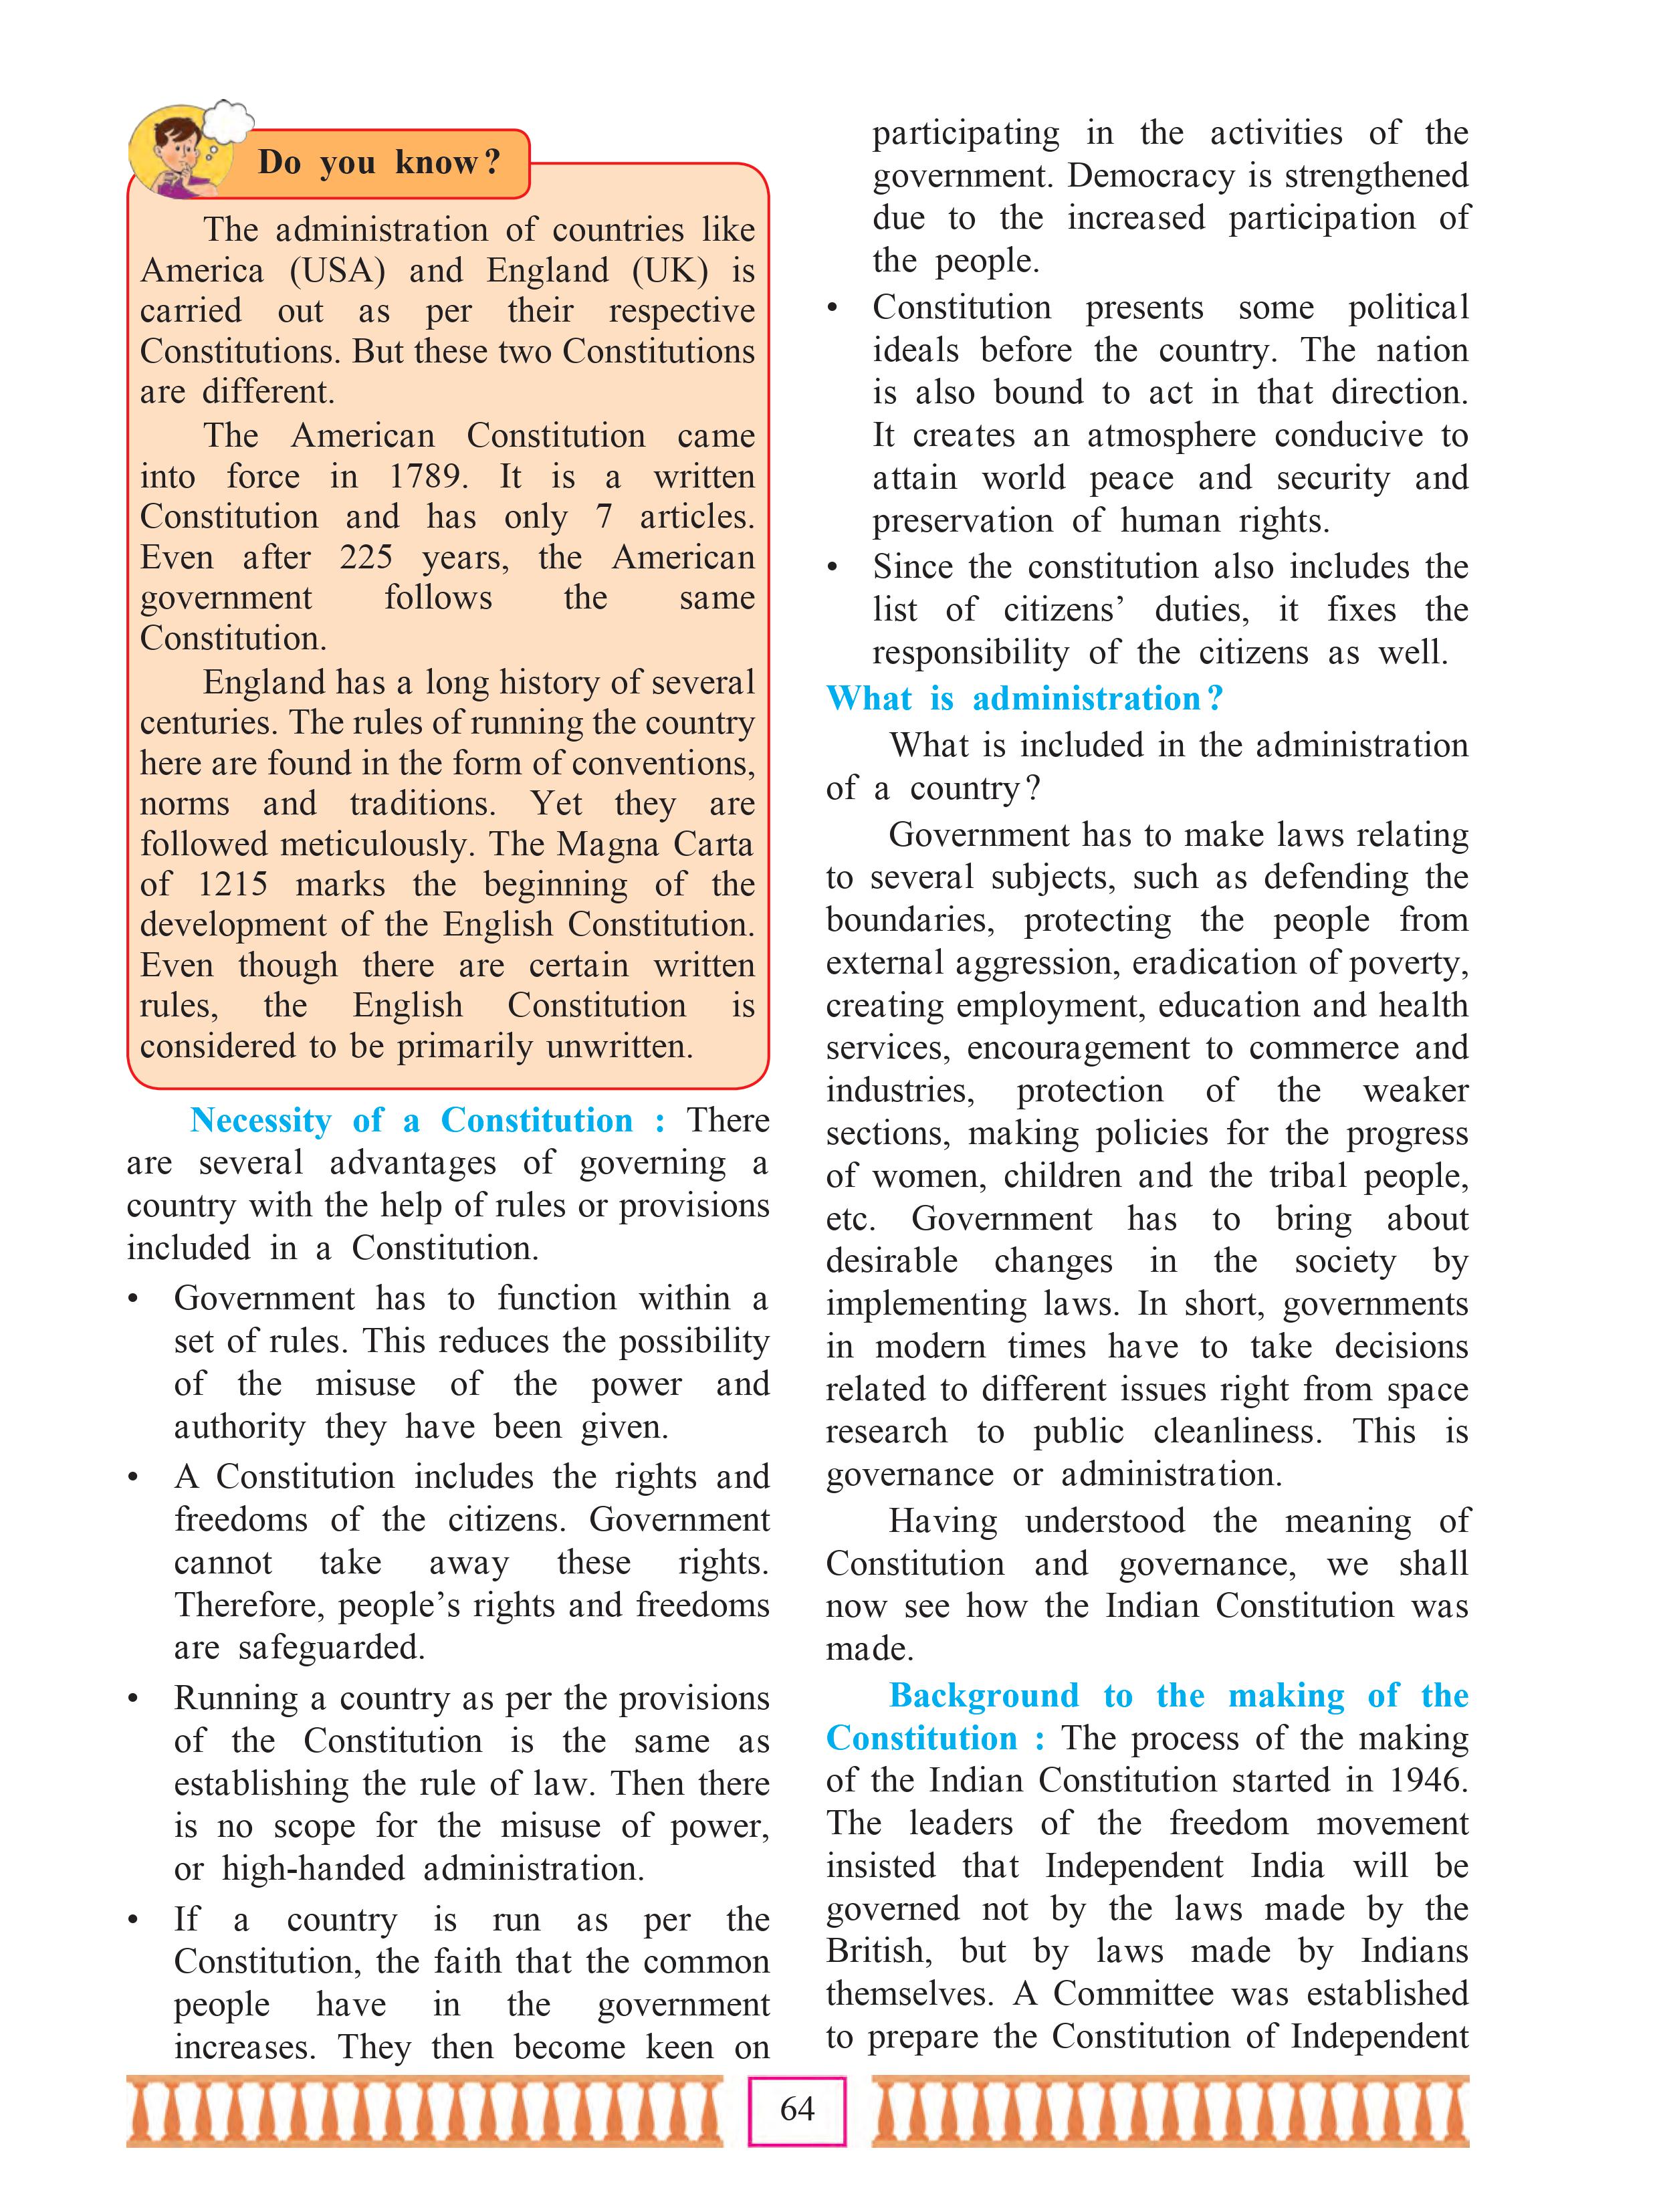 Do you know?
The administration of countries like
America (USA) and England (UK) is
carried out as per their respective
Constitutions. But these two Constitutions
are different.
The American Constitution came
into force in 1789. It is a written
Constitution and has only 7 articles.
Even after 225 years, the American
government follows the same
Constitution.
England has a long history of several
centuries. The rules of running the country
here are found in the form of conventions,
norms and traditions. Yet they are
followed meticulously. The Magna Carta
of 1215 marks the beginning of the
development of the English Constitution.
Even though there are certain written
rules, the English Constitution is
considered to be primarily unwritten.
Necessity of a Constitution : There
are several advantages of governing a
country with the help of rules or provisions
included in a Constitution.
• Government has to function within a
set of rules. This reduces the possibility
of the misuse of the power and
authority they have been given.
• A Constitution includes the rights and
freedoms of the citizens. Government
cannot take away these rights.
Therefore, people’s rights and freedoms
are safeguarded.
• Running a country as per the provisions
of the Constitution is the same as
establishing the rule of law. Then there
is no scope for the misuse of power,
or high-handed administration.
• If a country is run as per the
Constitution, the faith that the common
people have in the government
increases. They then become keen on
participating in the activities of the
government. Democracy is strengthened
due to the increased participation of
the people.
• Constitution presents some political
ideals before the country. The nation
is also bound to act in that direction.
It creates an atmosphere conducive to
attain world peace and security and
preservation of human rights.
• Since the constitution also includes the
list of citizens’ duties, it fixes the
responsibility of the citizens as well.
What is administration?
What is included in the administration
of a country?
Government has to make laws relating
to several subjects, such as defending the
boundaries, protecting the people from
external aggression, eradication of poverty,
creating employment, education and health
services, encouragement to commerce and
industries, protection of the weaker
sections, making policies for the progress
of women, children and the tribal people,
etc. Government has to bring about
desirable changes in the society by
implementing laws. In short, governments
in modern times have to take decisions
related to different issues right from space
research to public cleanliness. This is
governance or administration.
Having understood the meaning of
Constitution and governance, we shall
now see how the Indian Constitution was
made.
Background to the making of the
Constitution : The process of the making
of the Indian Constitution started in 1946.
The leaders of the freedom movement
insisted that Independent India will be
governed not by the laws made by the
British, but by laws made by Indians
themselves. A Committee was established
to prepare the Constitution of Independent
64